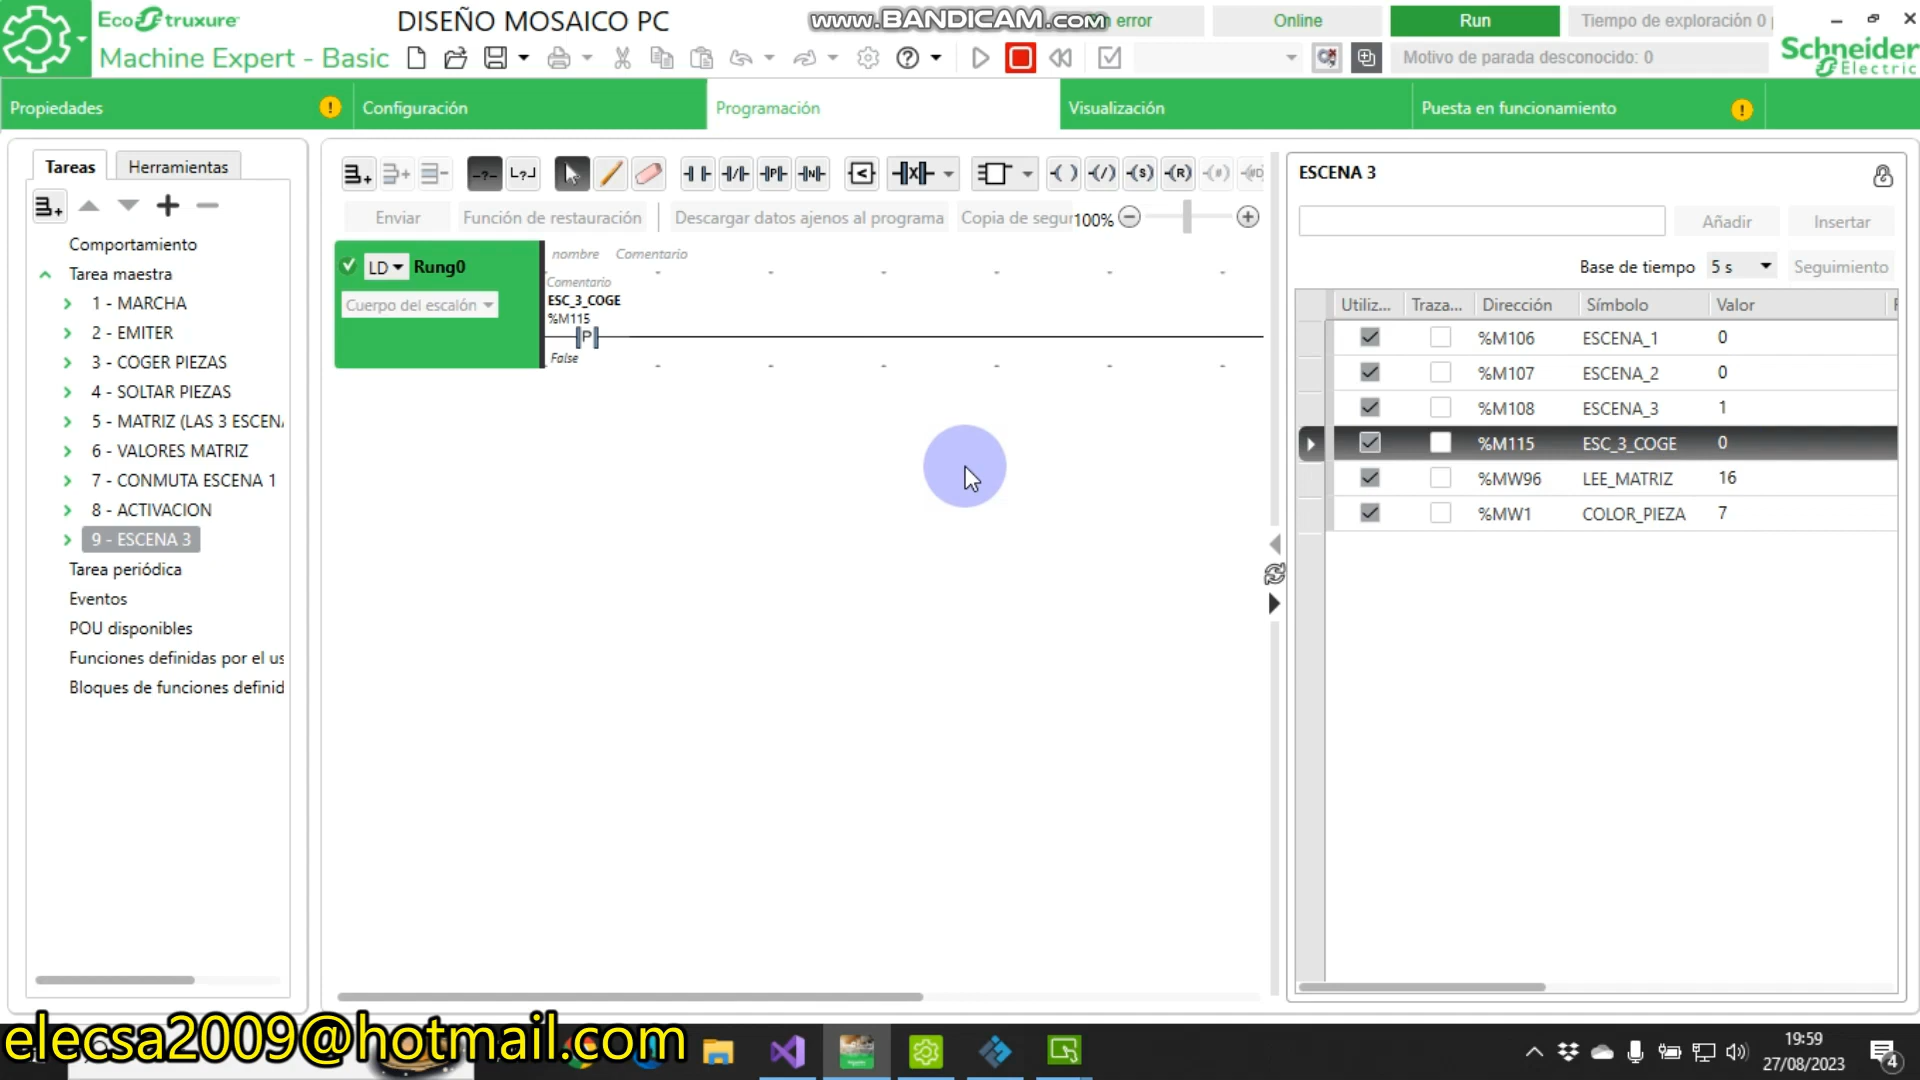 EcoStruxure
Machine Expert - Basic
DISEÑO MOSAICO PC
www.BANDICAM.com
error
Online
Run
Tiempo de exploración 0
Motivo de parada desconocido: 0
Schneider
Electric
Propiedades
Configuración
Programación
Visualización
Puesta en funcionamiento
Tareas
Herramientas
Comportamiento
Tarea maestra
1 - MARCHA
2 - EMITER
3 - COGER PIEZAS
4 - SOLTAR PIEZAS
5 - MATRIZ (LAS 3 ESCEN
6 - VALORES MATRIZ
7 - CONMUTA ESCENA 1
8 - ACTIVACION
9 - ESCENA 3
Tarea periódica
Eventos
POU disponibles
Funciones definidas por el us
Bloques de funciones definid
Enviar
Función de restauración
Descargar datos ajenos al programa
Copia de segur
100%
LD
Rung0
Cuerpo del escalón
nombre Comentario
Comentario
ESC_3_COGE
%M115
P
False
ESCENA 3
Añadir
Insertar
Base de tiempo
5 s
Seguimiento
Utiliz... Traza... Dirección Símbolo Valor
%M106 ESCENA_1 0
%M107 ESCENA_2 0
%M108 ESCENA_3 1
%M115 ESC_3_COGE 0
%MW96 LEE_MATRIZ 16
%MW1 COLOR_PIEZA 7
elecsa2009@hotmail.com
19:59
27/08/2023
4